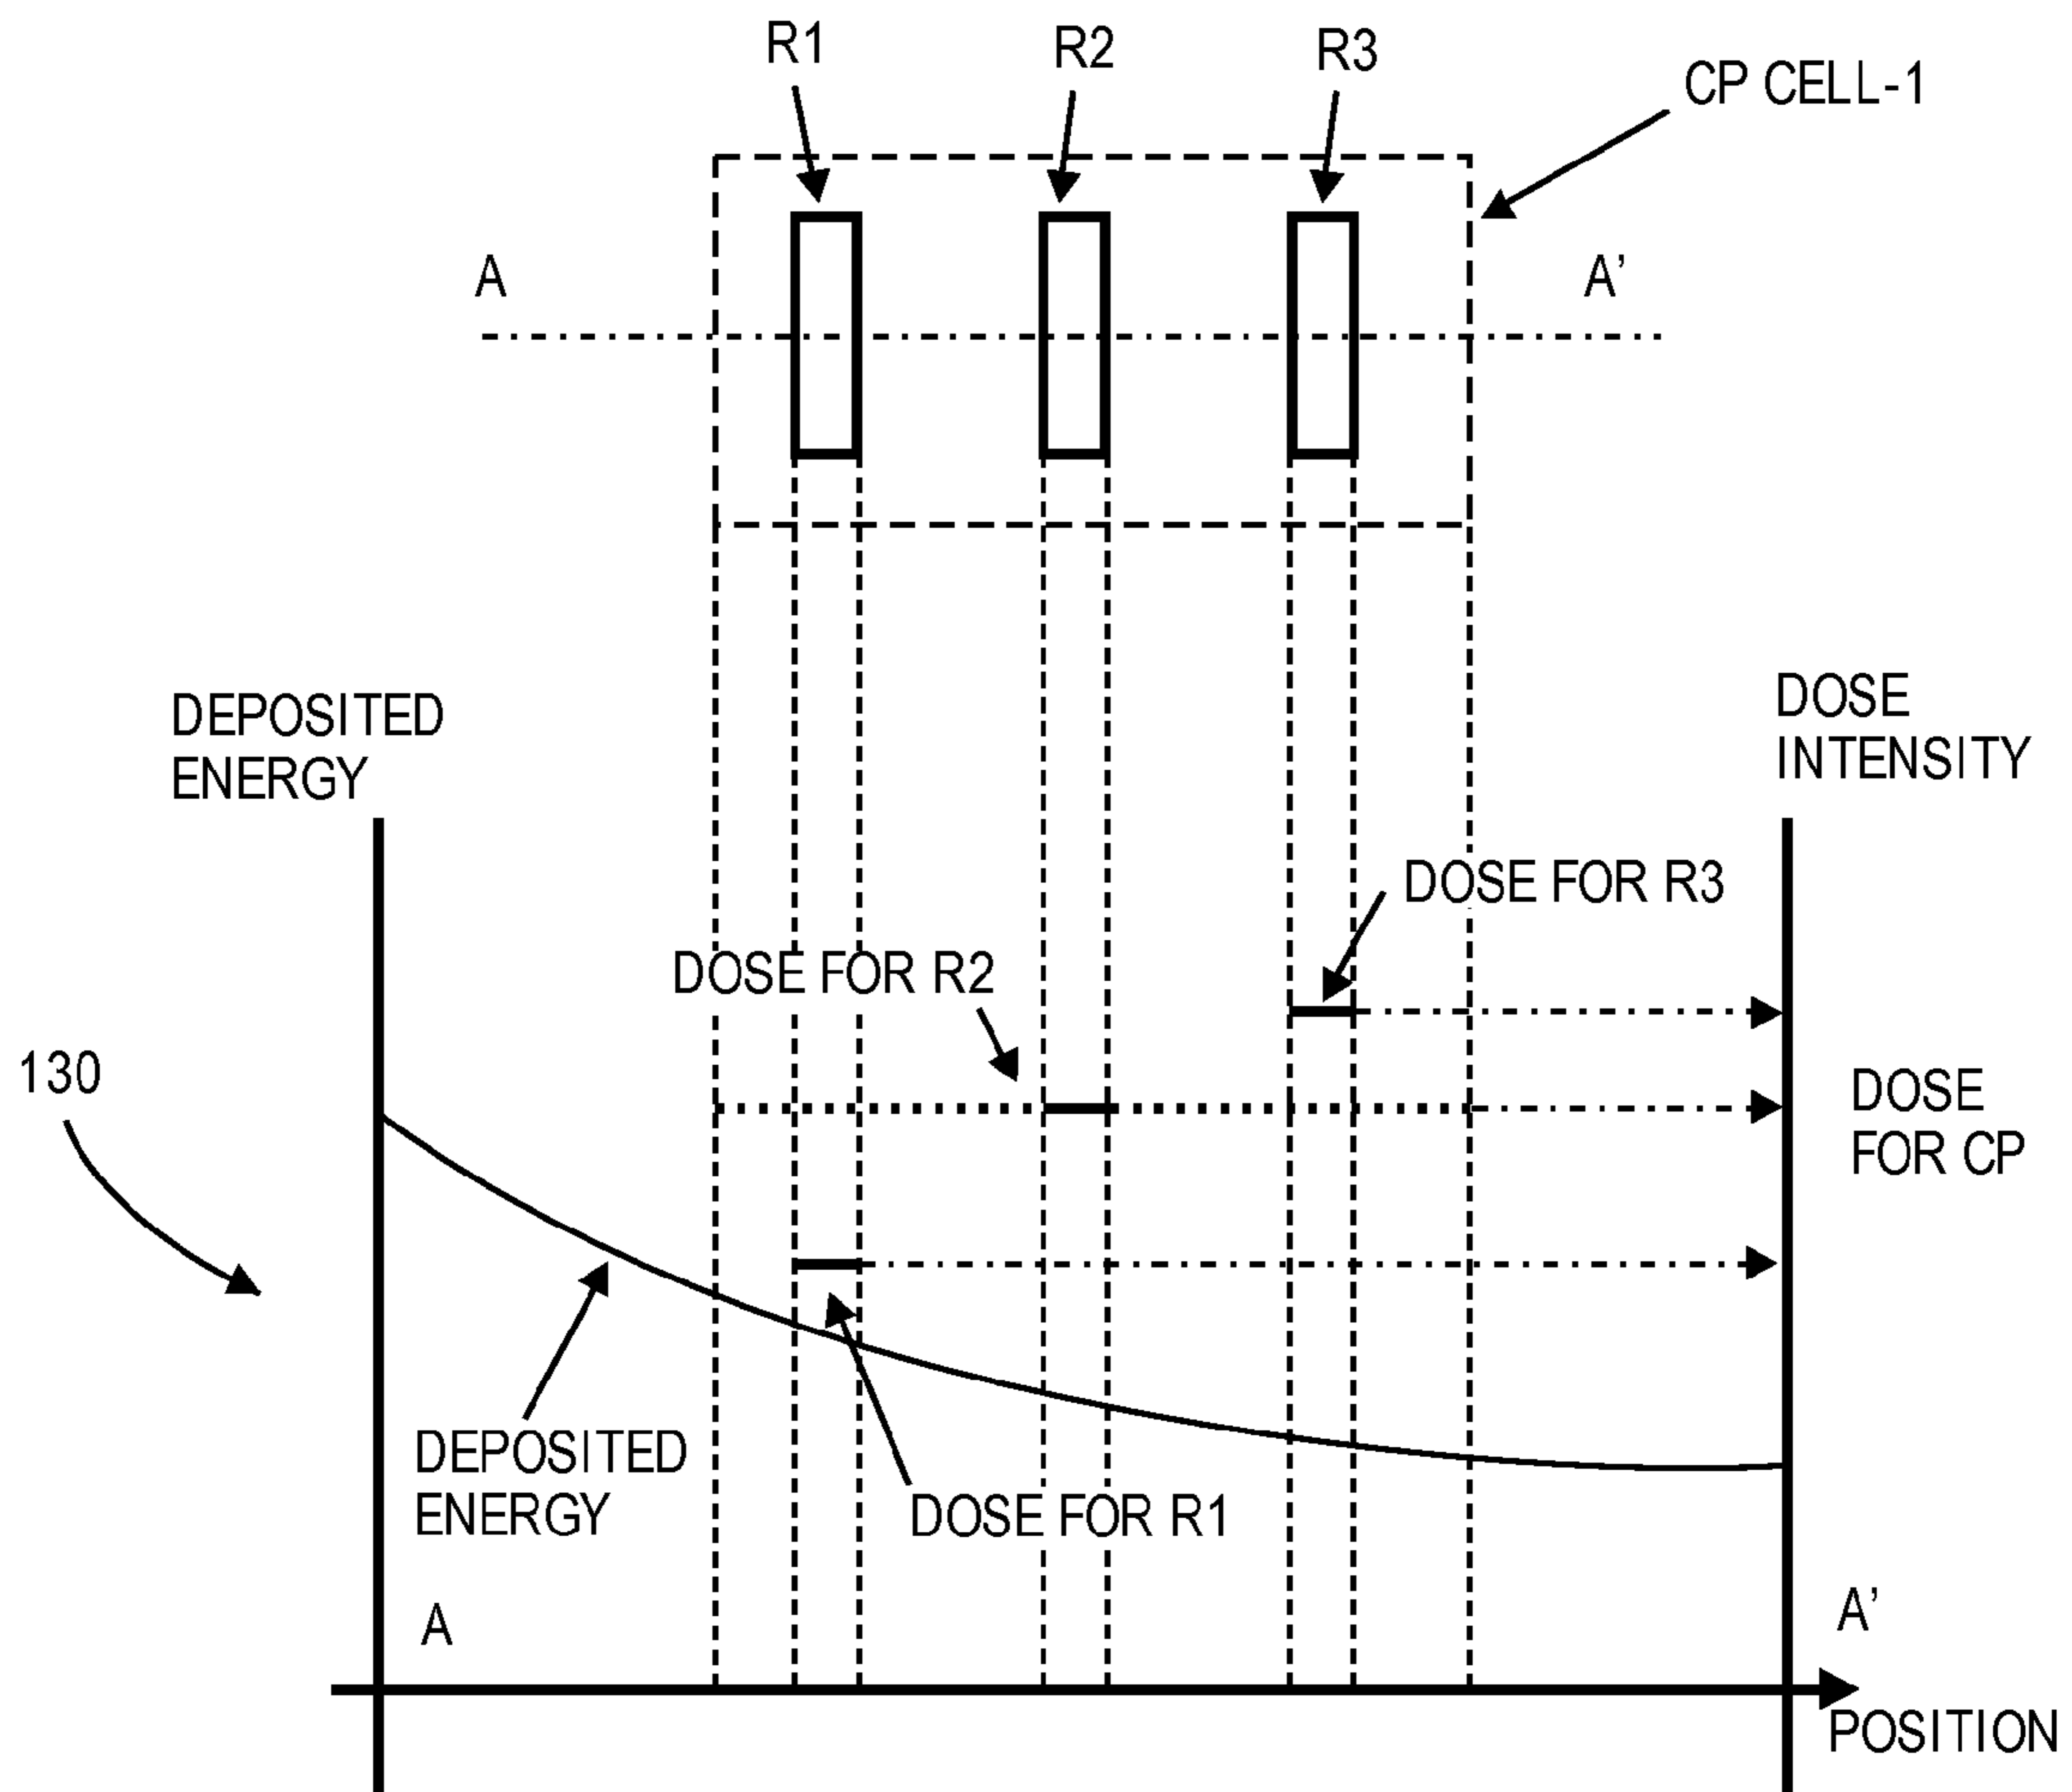 R1
R2
R3
CP CELL-1
A
A’
DEPOSITED
ENERGY
DOSE
INTENSITY
DOSE FOR R3
DOSE FOR R2
130
DOSE
FOR CP
DEPOSITED
ENERGY
DOSE FOR R1
A
A’
POSITION